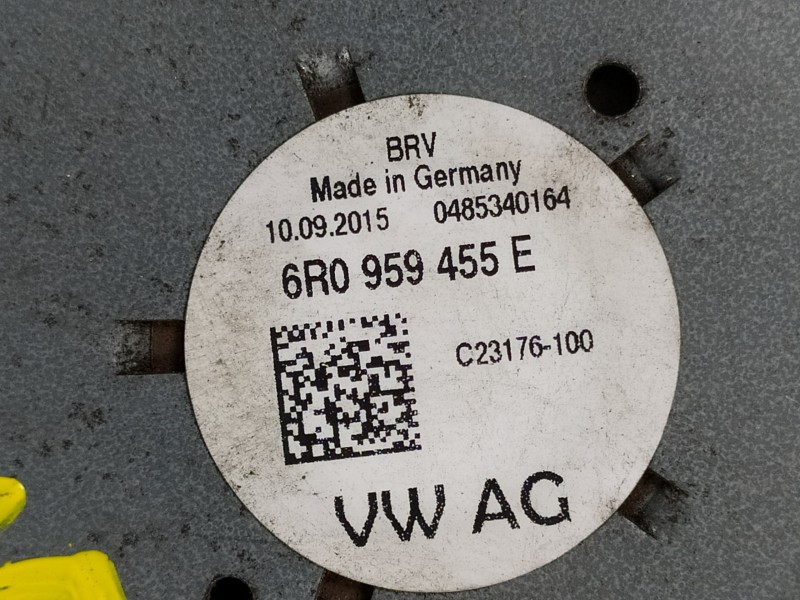 BRV
Made in Germany
10.09.2015 0485340164
6R0 959 455 E
C23176-100
VW AG